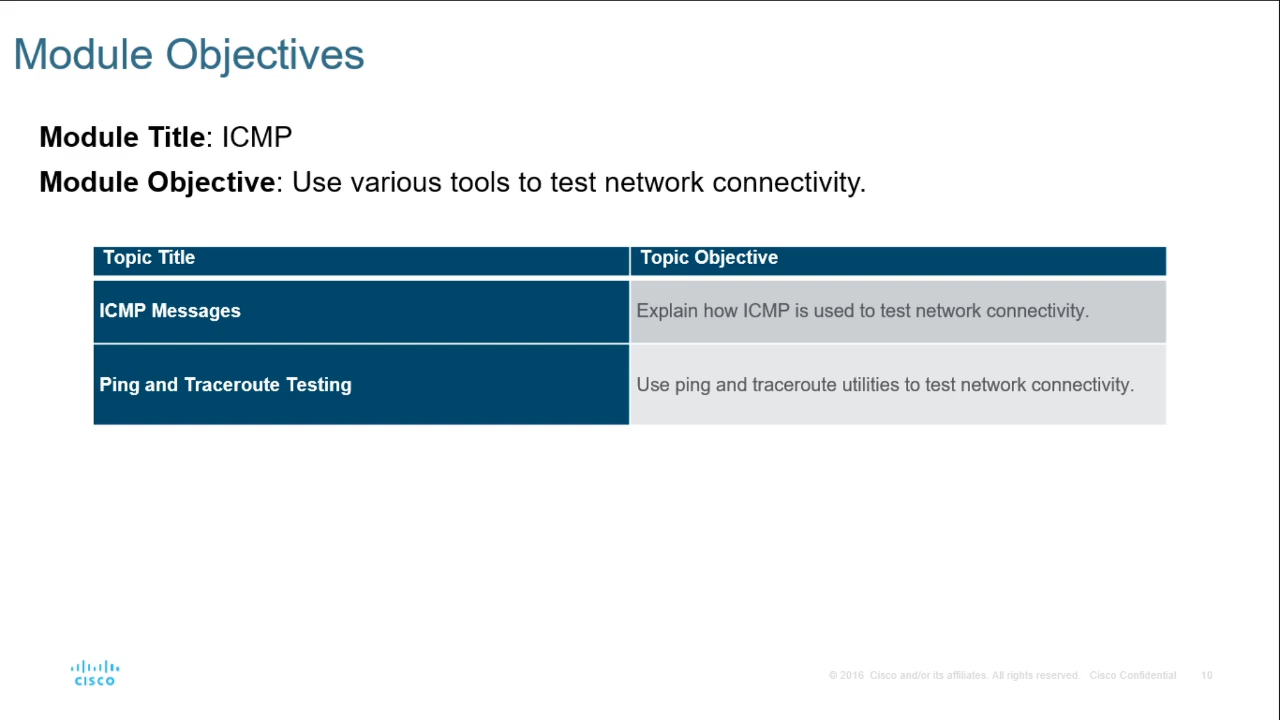 Module Objectives
Module Title: ICMP
Module Objective: Use various tools to test network connectivity.
Topic Title Topic Objective
ICMP Messages Explain how ICMP is used to test network connectivity.
Ping and Traceroute Testing Use ping and traceroute utilities to test network connectivity.
CISCO
© 2016 Cisco and/or its affiliates. All rights reserved. Cisco Confidential 10